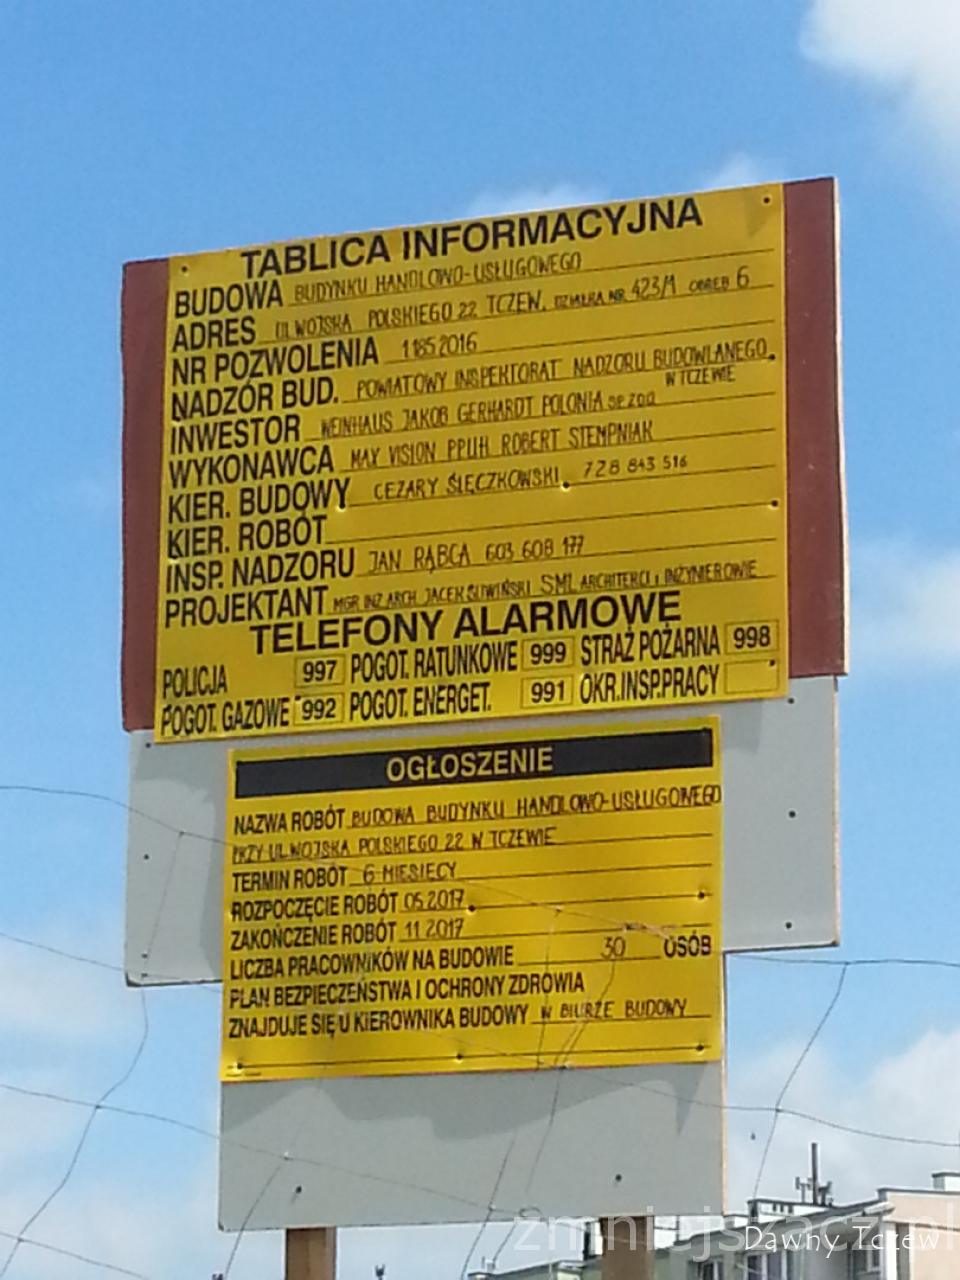 TABLICA INFORMACYJNA
BUDOWA BUDYNKU HANDLOWO-USŁUGOWEGO
ADRES UL WOJSKA POLSKIEGO 22 TCZEW, DZIAŁKA NR 423/1 OBRĘB 6
NR POZWOLENIA 1185 2016
NADZÓR BUD. POWIATOWY INSPEKTORAT NADZORU BUDOWLANEGO
W TCZEWIE
INWESTOR WEINHAUS JAKOB GERHARDT POLONIA sp. z o.o
WYKONAWCA MAX VISION PPUH ROBERT STEMPNIAK
KIER. BUDOWY CEZARY ŚLĘCZKOWSKI 728 843 516
KIER. ROBÓT
INSP. NADZORU JAN RĄBCA 603 608 177
PROJEKTANT MGR INŻ ARCH. JACEK ŚLIWIŃSKI SML ARCHITEKCI i INŻYNIEROWIE
TELEFONY ALARMOWE
POLICJA 997 POGOT. RATUNKOWE 999 STRAŻ POŻARNA 998
POGOT. GAZOWE 992 POGOT. ENERGET. 991 OKR.INSP.PRACY
OGŁOSZENIE
NAZWA ROBÓT BUDOWA BUDYNKU HANDLOWO-USŁUGOWEGO
PRZY UL.WOJSKA POLSKIEGO 22 W TCZEWIE
TERMIN ROBÓT 6 MIESIĘCY
ROZPOCZĘCIE ROBÓT 05.2017
ZAKOŃCZENIE ROBÓT 11 2017
LICZBA PRACOWNIKÓW NA BUDOWIE 30 OSÓB
PLAN BEZPIECZEŃSTWA I OCHRONY ZDROWIA
ZNAJDUJE SIĘ U KIEROWNIKA BUDOWY W BIURZE BUDOWY
zmniejszacz.pl
Dawny Tczew